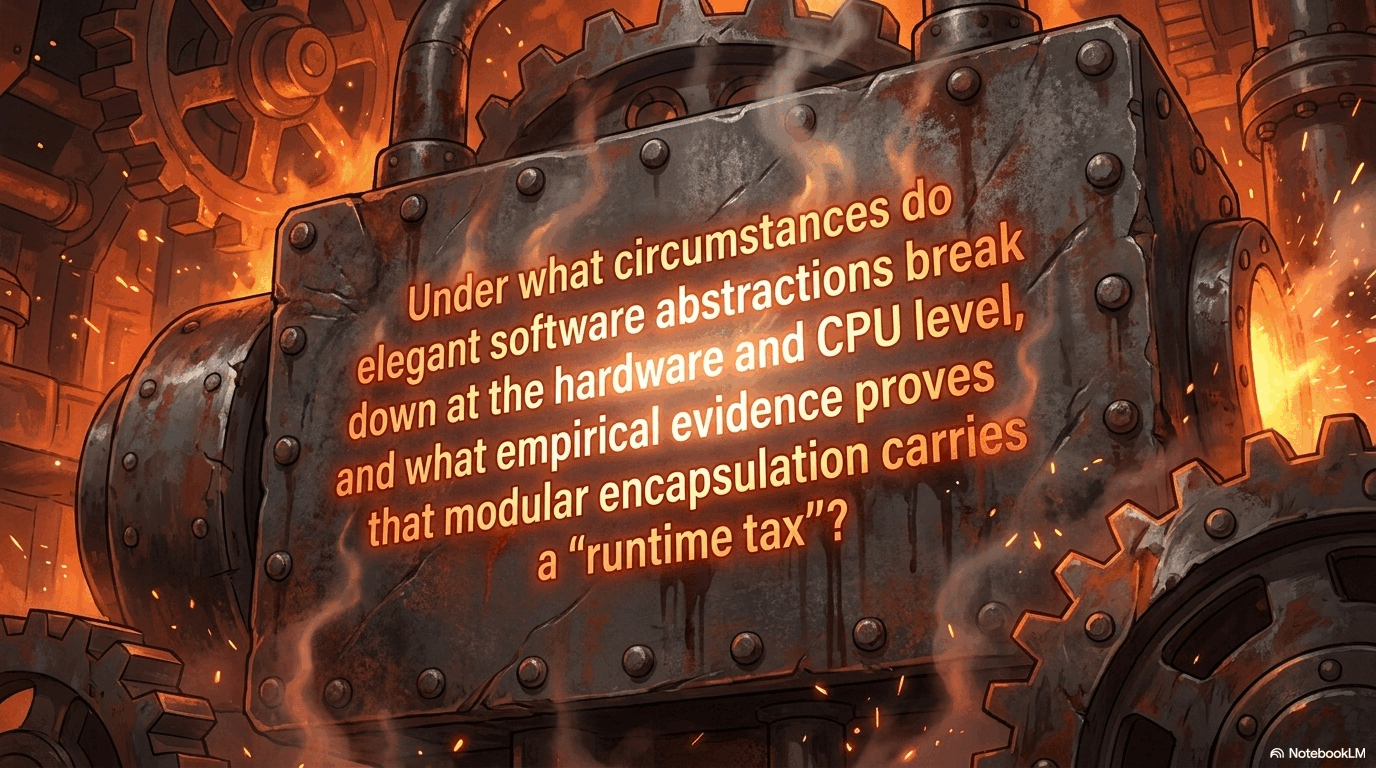 Under what circumstances do
elegant software abstractions break
down at the hardware and CPU level,
and what empirical evidence proves
that modular encapsulation carries
a “runtime tax”?
NotebookLM